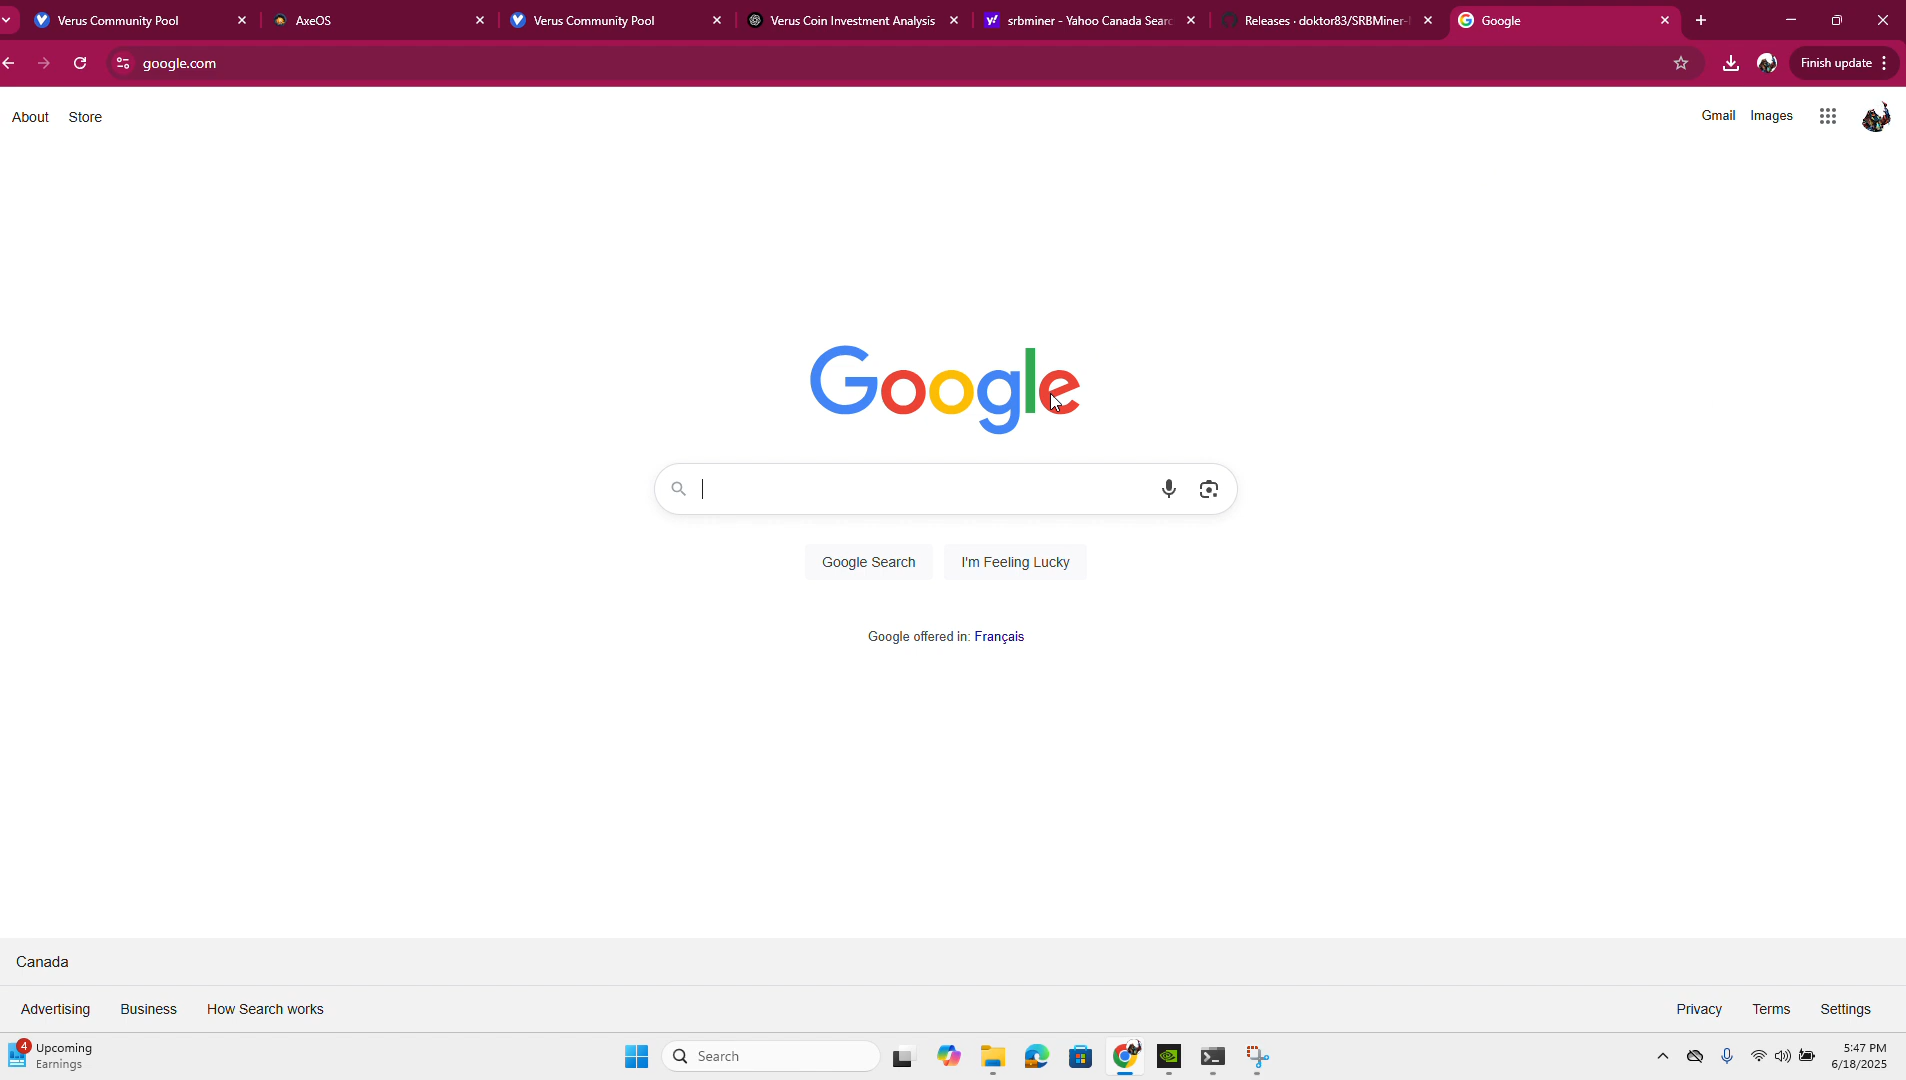 Verus Community Pool
AxeOS
Verus Community Pool
Verus Coin Investment Analysis
srbminer - Yahoo Canada Searc
Releases · doktor83/SRBMiner-
Google
google.com
Finish update
About
Store
Gmail
Images
Google
Google Search
I'm Feeling Lucky
Google offered in: Français
Canada
Advertising
Business
How Search works
Privacy
Terms
Settings
4
Upcoming
Earnings
Search
5:47 PM
6/18/2025